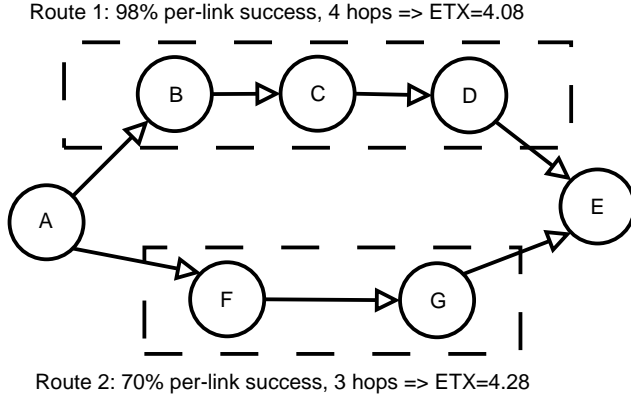 Route 1: 98% per-link success, 4 hops => ETX=4.08
B
C
D
A
E
F
G
Route 2: 70% per-link success, 3 hops => ETX=4.28